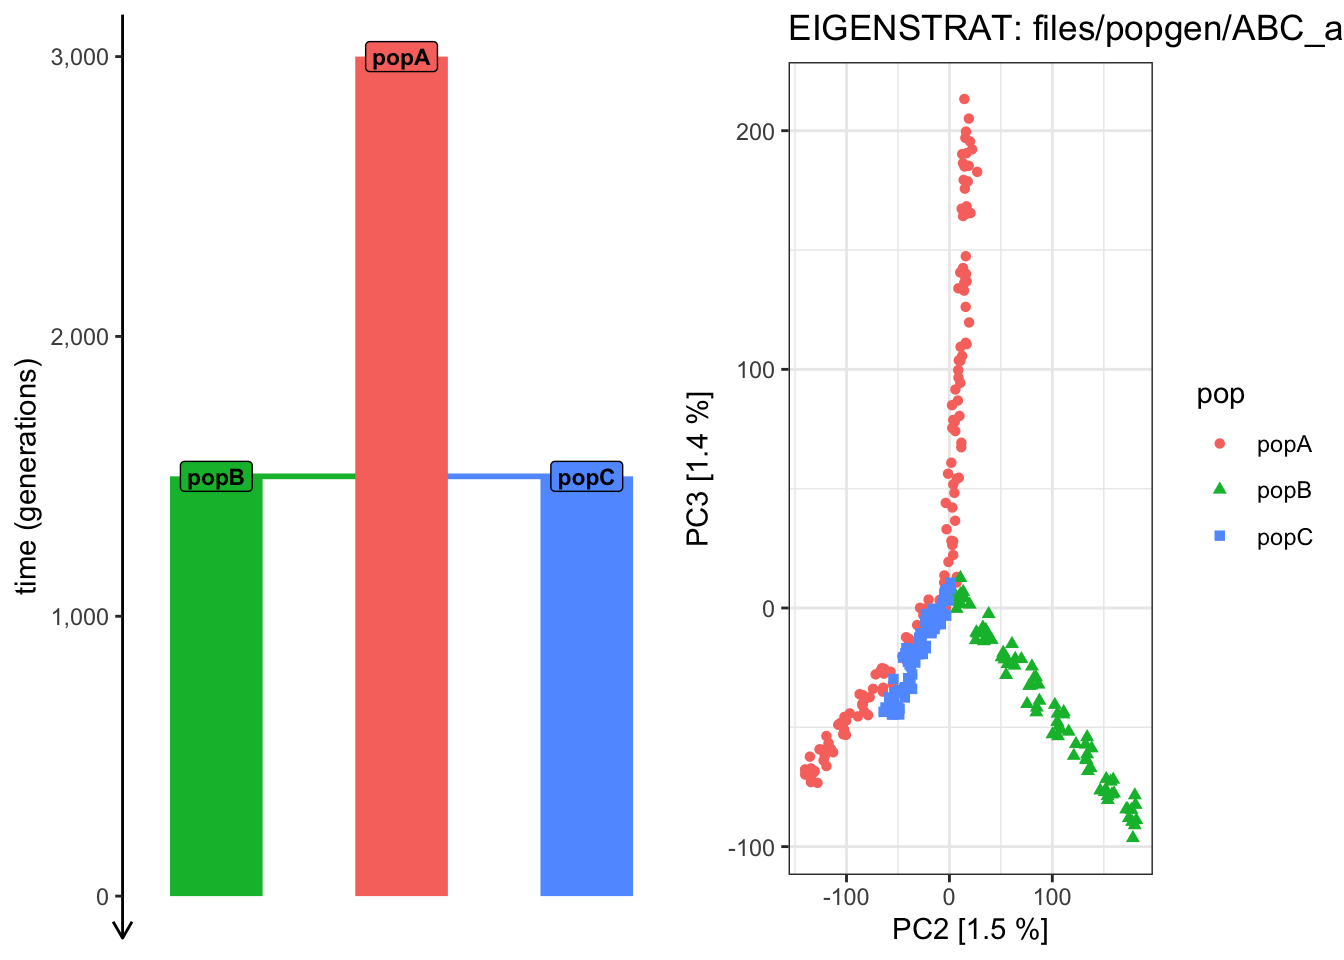 time (generations)
3,000
2,000
1,000
0
popA
popB
popC
EIGENSTRAT: files/popgen/ABC_a
PC3 [1.4 %]
200
100
0
-100
-100
0
100
PC2 [1.5 %]
pop
popA
popB
popC